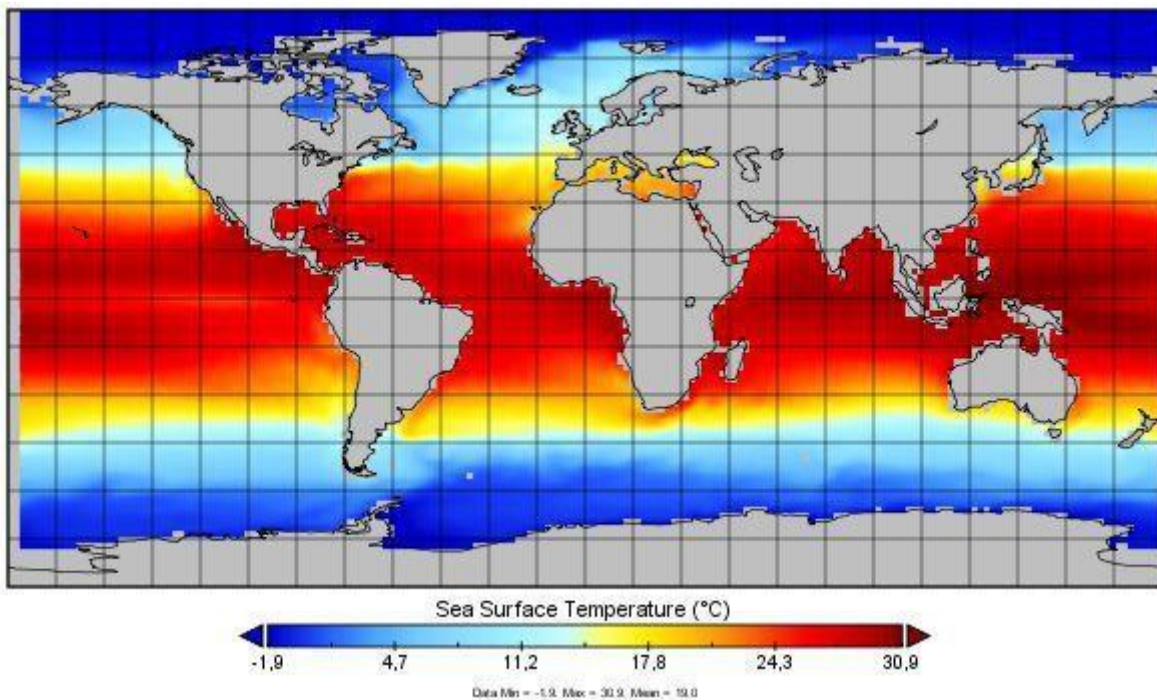 Sea Surface Temperature (°C)
-1,9 4,7 11,2 17,8 24,3 30,9
Data Min = -1.9, Max = 30.9, Mean = 19.0